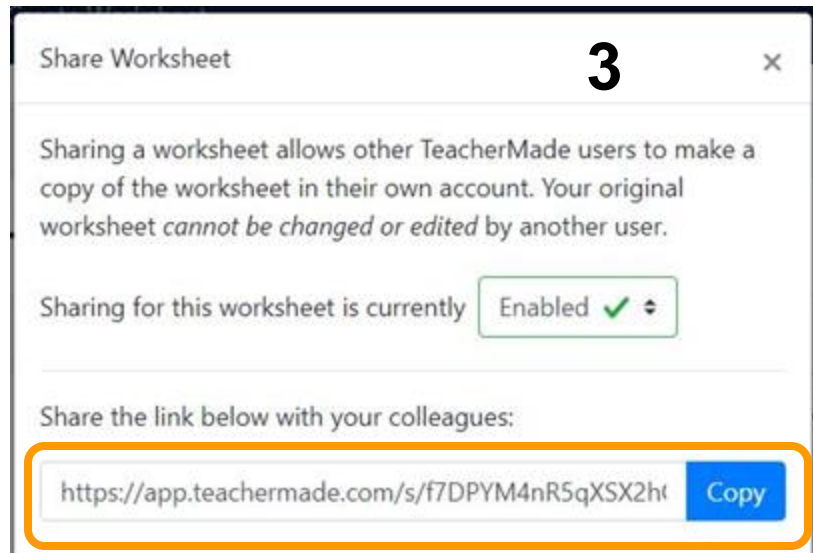 Share Worksheet 3 ×
Sharing a worksheet allows other TeacherMade users to make a
copy of the worksheet in their own account. Your original
worksheet cannot be changed or edited by another user.
Sharing for this worksheet is currently Enabled ✓
Share the link below with your colleagues:
https://app.teachermade.com/s/f7DPYM4nR5qXSX2h Copy